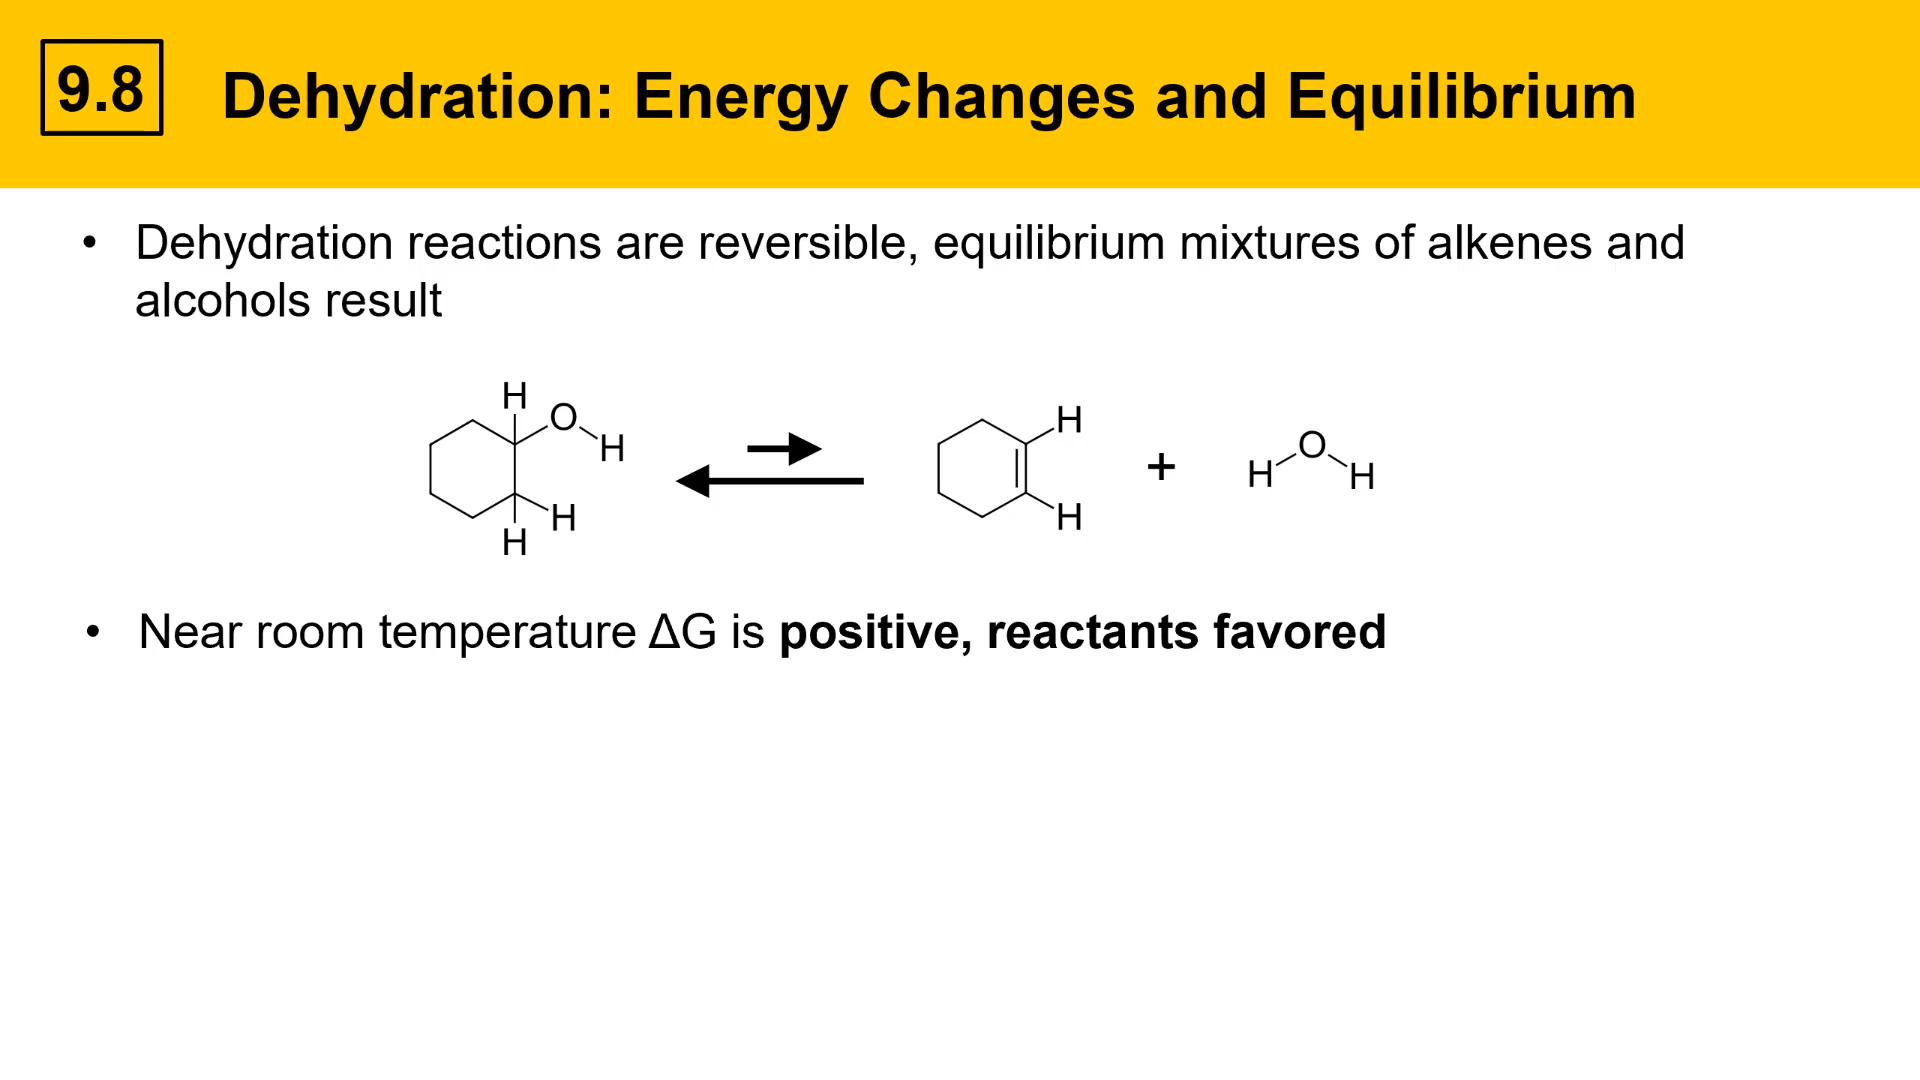 9.8 Dehydration: Energy Changes and Equilibrium
• Dehydration reactions are reversible, equilibrium mixtures of alkenes and
alcohols result
H
O
H
H
H
H
H
+
H O H
• Near room temperature ΔG is positive, reactants favored